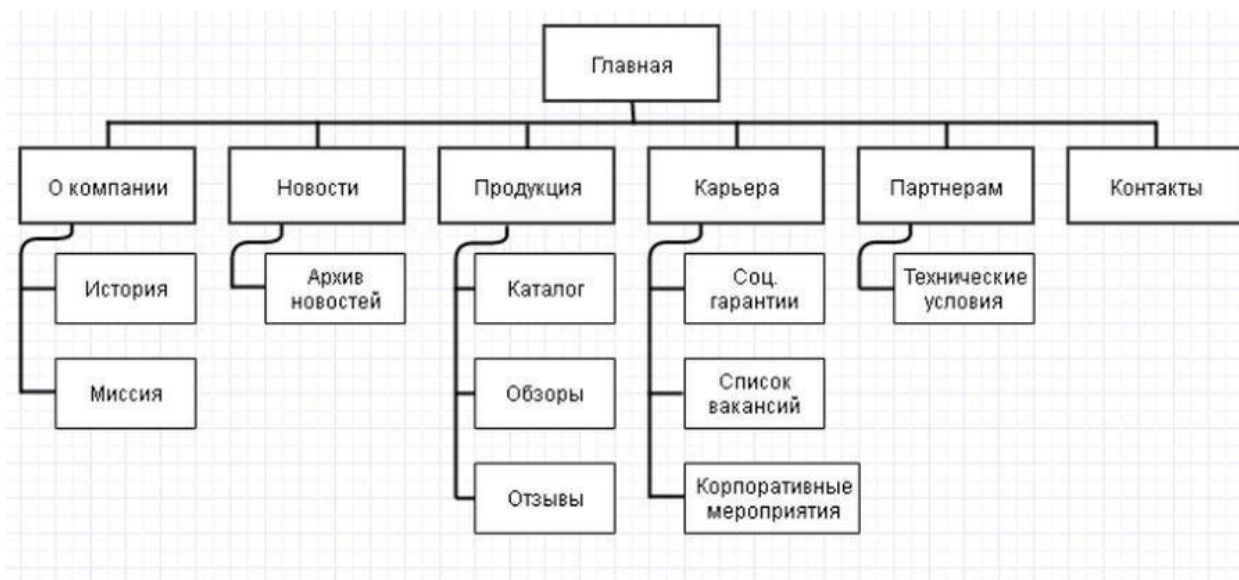 Главная
О компании
Новости
Продукция
Карьера
Партнерам
Контакты
История
Архив
новостей
Каталог
Соц.
гарантии
Технические
условия
Миссия
Обзоры
Список
вакансий
Отзывы
Корпоративные
мероприятия